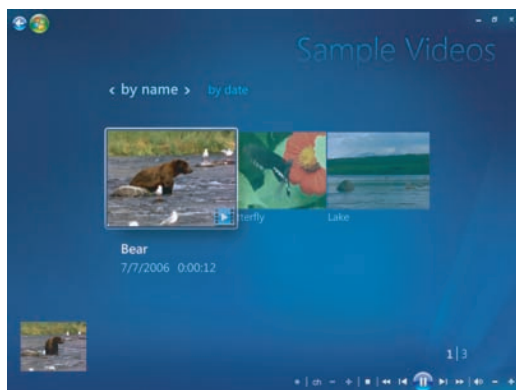 Sample Videos
‹ by name › by date
tterfly
Lake
Bear
7/7/2006 0:00:12
1|3
ch